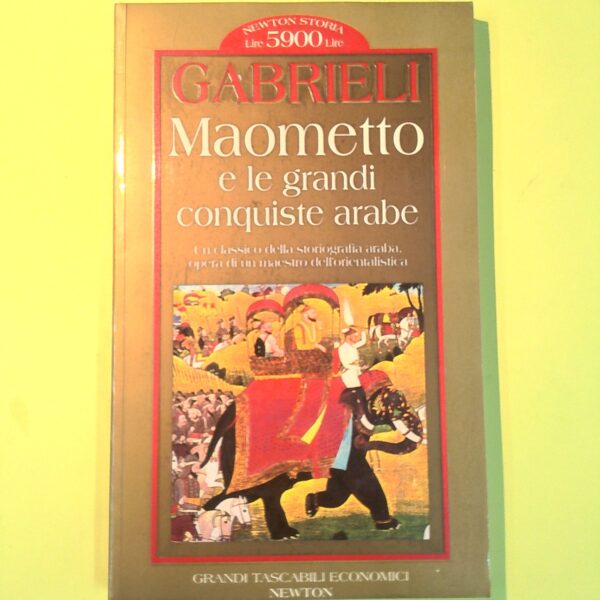 NEWTON STORIA
Lire 5900 Lire
GABRIELI
Maometto
e le grandi
conquiste arabe
Un classico della storiografia araba,
opera di un maestro dell'orientalistica
GRANDI TASCABILI ECONOMICI
NEWTON